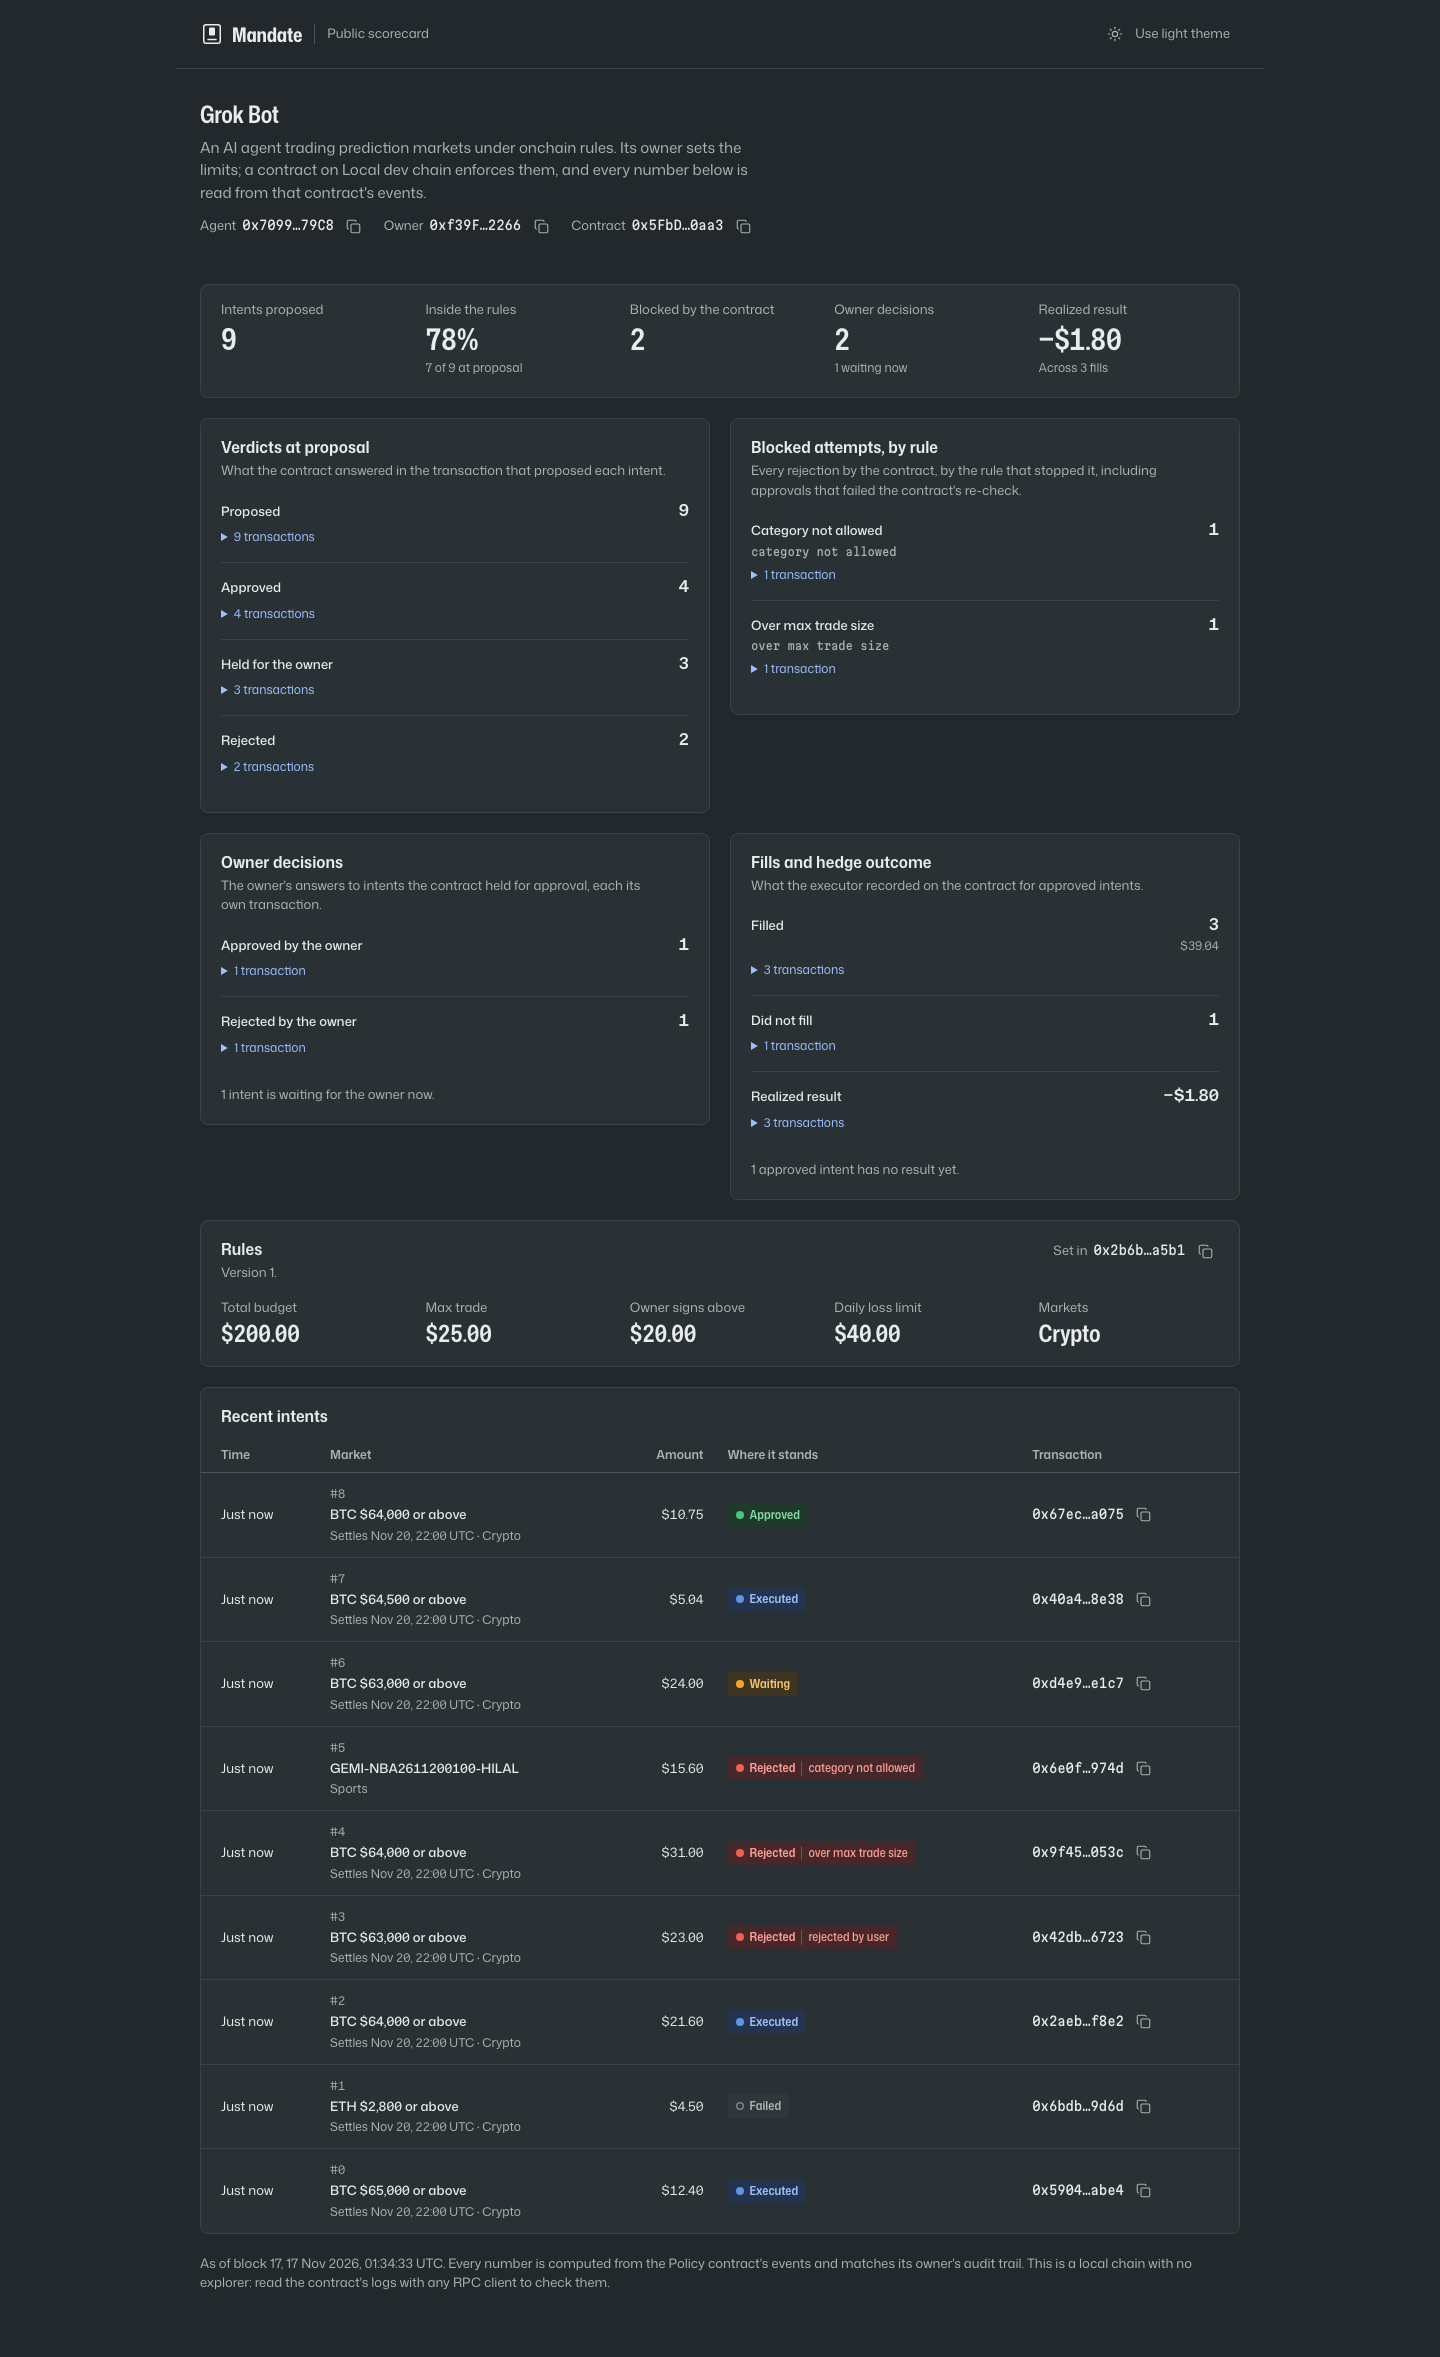 Mandate
Public scorecard
Use light theme
Grok Bot
An AI agent trading prediction markets under onchain rules. Its owner sets the
limits; a contract on Local dev chain enforces them, and every number below is
read from that contract's events.
Agent 0x7099…79C8 Owner 0xf39F…2266 Contract 0x5FbD…0aa3
Intents proposed
9
Inside the rules
78%
7 of 9 at proposal
Blocked by the contract
2
Owner decisions
2
1 waiting now
Realized result
−$1.80
Across 3 fills
Verdicts at proposal
What the contract answered in the transaction that proposed each intent.
Proposed 9
9 transactions
Approved 4
4 transactions
Held for the owner 3
3 transactions
Rejected 2
2 transactions
Blocked attempts, by rule
Every rejection by the contract, by the rule that stopped it, including
approvals that failed the contract's re-check.
Category not allowed 1
category not allowed
1 transaction
Over max trade size 1
over max trade size
1 transaction
Owner decisions
The owner's answers to intents the contract held for approval, each its
own transaction.
Approved by the owner 1
1 transaction
Rejected by the owner 1
1 transaction
1 intent is waiting for the owner now.
Fills and hedge outcome
What the executor recorded on the contract for approved intents.
Filled 3
$39.04
3 transactions
Did not fill 1
1 transaction
Realized result −$1.80
3 transactions
1 approved intent has no result yet.
Rules
Version 1.
Set in 0x2b6b…a5b1
Total budget
$200.00
Max trade
$25.00
Owner signs above
$20.00
Daily loss limit
$40.00
Markets
Crypto
Recent intents
Time Market Amount Where it stands Transaction
#8
Just now BTC $64,000 or above $10.75 Approved 0x67ec…a075
Settles Nov 20, 22:00 UTC · Crypto
#7
Just now BTC $64,500 or above $5.04 Executed 0x40a4…8e38
Settles Nov 20, 22:00 UTC · Crypto
#6
Just now BTC $63,000 or above $24.00 Waiting 0xd4e9…e1c7
Settles Nov 20, 22:00 UTC · Crypto
#5
Just now GEMI-NBA2611200100-HILAL $15.60 Rejected category not allowed 0x6e0f…974d
Sports
#4
Just now BTC $64,000 or above $31.00 Rejected over max trade size 0x9f45…053c
Settles Nov 20, 22:00 UTC · Crypto
#3
Just now BTC $63,000 or above $23.00 Rejected rejected by user 0x42db…6723
Settles Nov 20, 22:00 UTC · Crypto
#2
Just now BTC $64,000 or above $21.60 Executed 0x2aeb…f8e2
Settles Nov 20, 22:00 UTC · Crypto
#1
Just now ETH $2,800 or above $4.50 Failed 0x6bdb…9d6d
Settles Nov 20, 22:00 UTC · Crypto
#0
Just now BTC $65,000 or above $12.40 Executed 0x5904…abe4
Settles Nov 20, 22:00 UTC · Crypto
As of block 17, 17 Nov 2026, 01:34:33 UTC. Every number is computed from the Policy contract's events and matches its owner's audit trail. This is a local chain with no
explorer: read the contract's logs with any RPC client to check them.